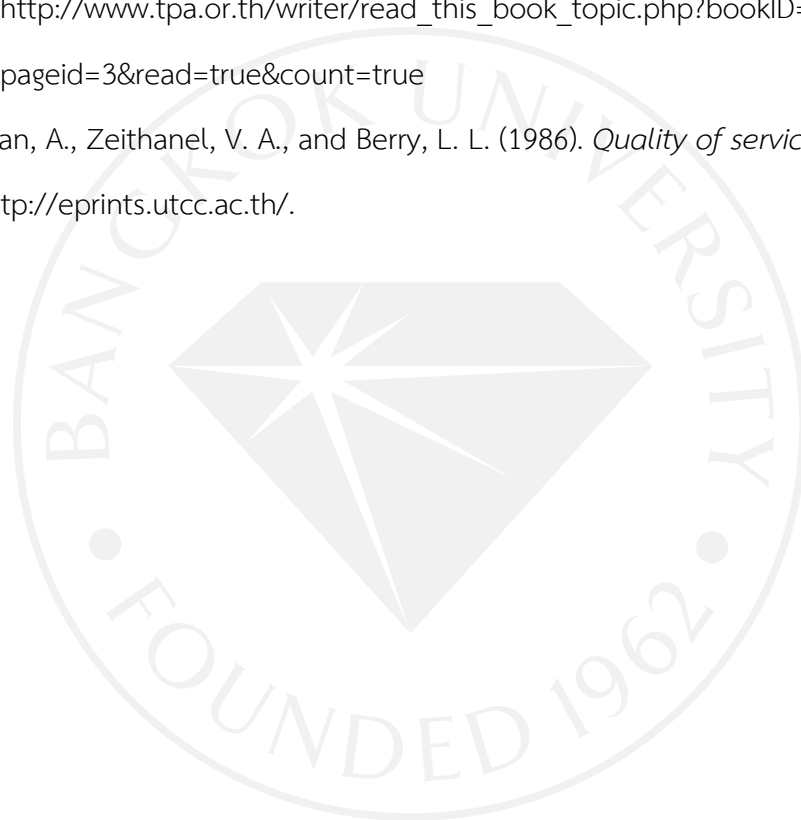 http://www.tpa.or.th/writer/read_this_book_topic.php?bookID=
pageid=3&read=true&count=true
an, A., Zeithanel, V. A., and Berry, L. L. (1986). Quality of servic
tp://eprints.utcc.ac.th/.
BANGKOK UNIVERSITY
FOUNDED 1962